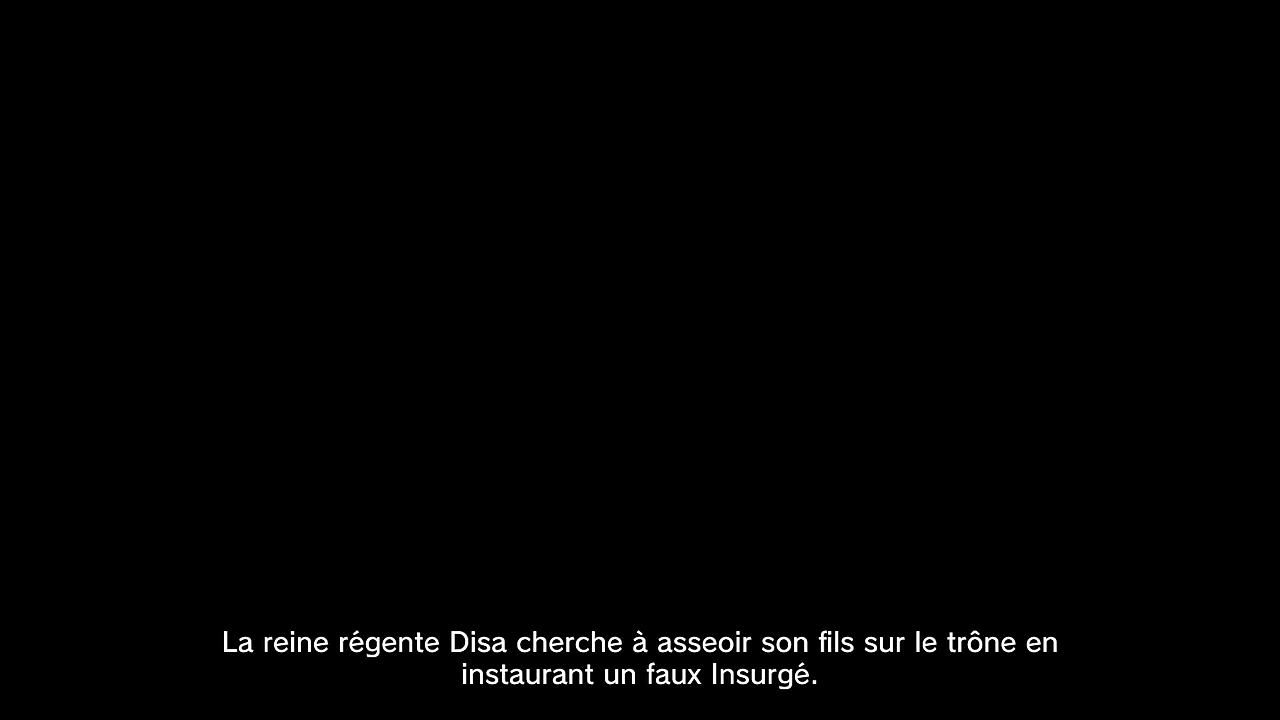 La reine régente Disa cherche à asseoir son fils sur le trône en
instaurant un faux Insurgé.